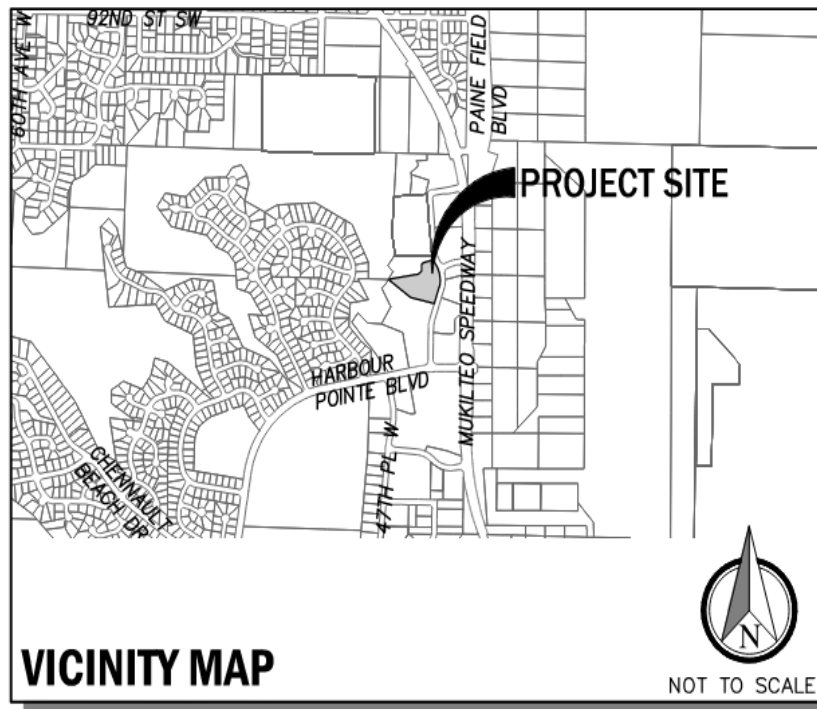 92ND ST SW
60TH AVE W
PAINE FIELD
BLVD
PROJECT SITE
MUKILTEO SPEEDWAY
HARBOUR
POINTE BLVD
47TH PL W
CHENNAULT
BEACH DR
N
VICINITY MAP
NOT TO SCALE